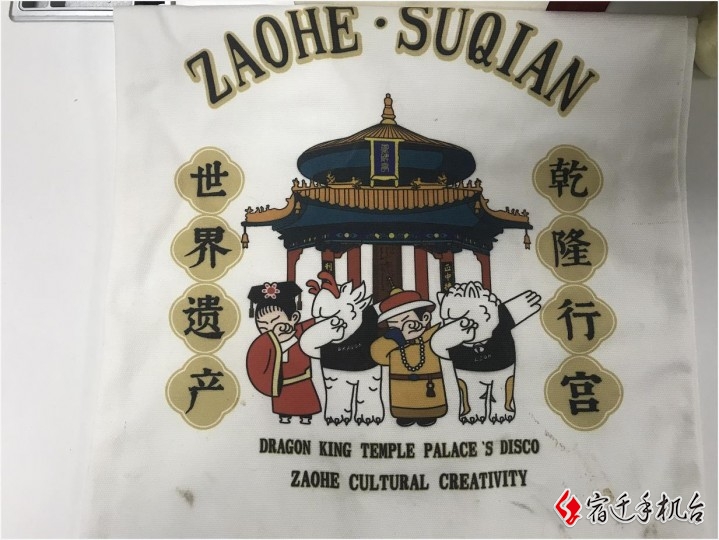 ZAOHE · SUQIAN
世界遗产
乾隆行宫
DRAGON KING TEMPLE PALACE'S DISCO
ZAOHE CULTURAL CREATIVITY
宿迁手机台